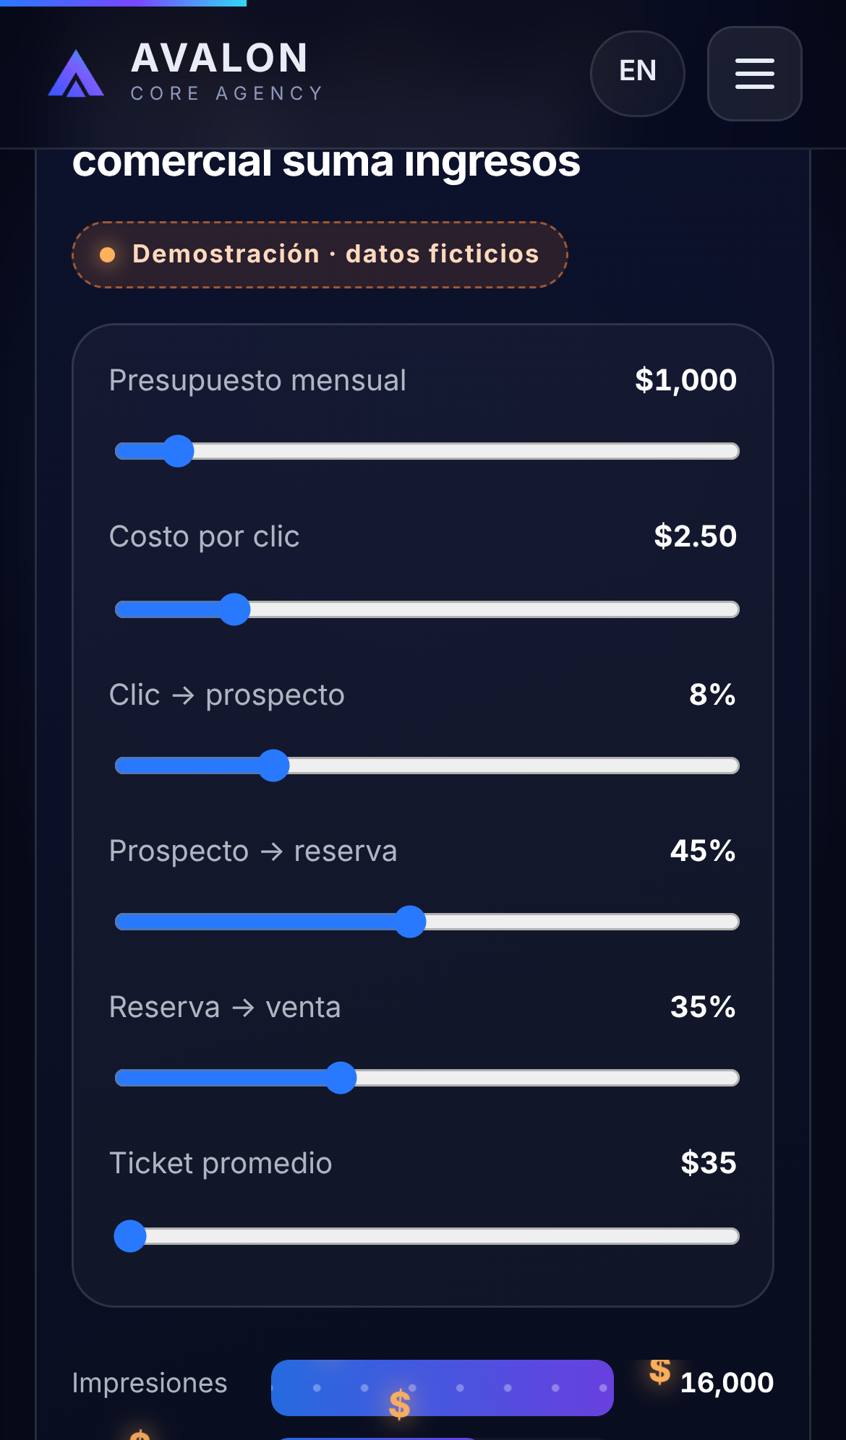 AVALON
CORE AGENCY
EN
comercial suma ingresos
Demostración · datos ficticios
Presupuesto mensual $1,000
Costo por clic $2.50
Clic → prospecto 8%
Prospecto → reserva 45%
Reserva → venta 35%
Ticket promedio $35
Impresiones $ 16,000
$
$